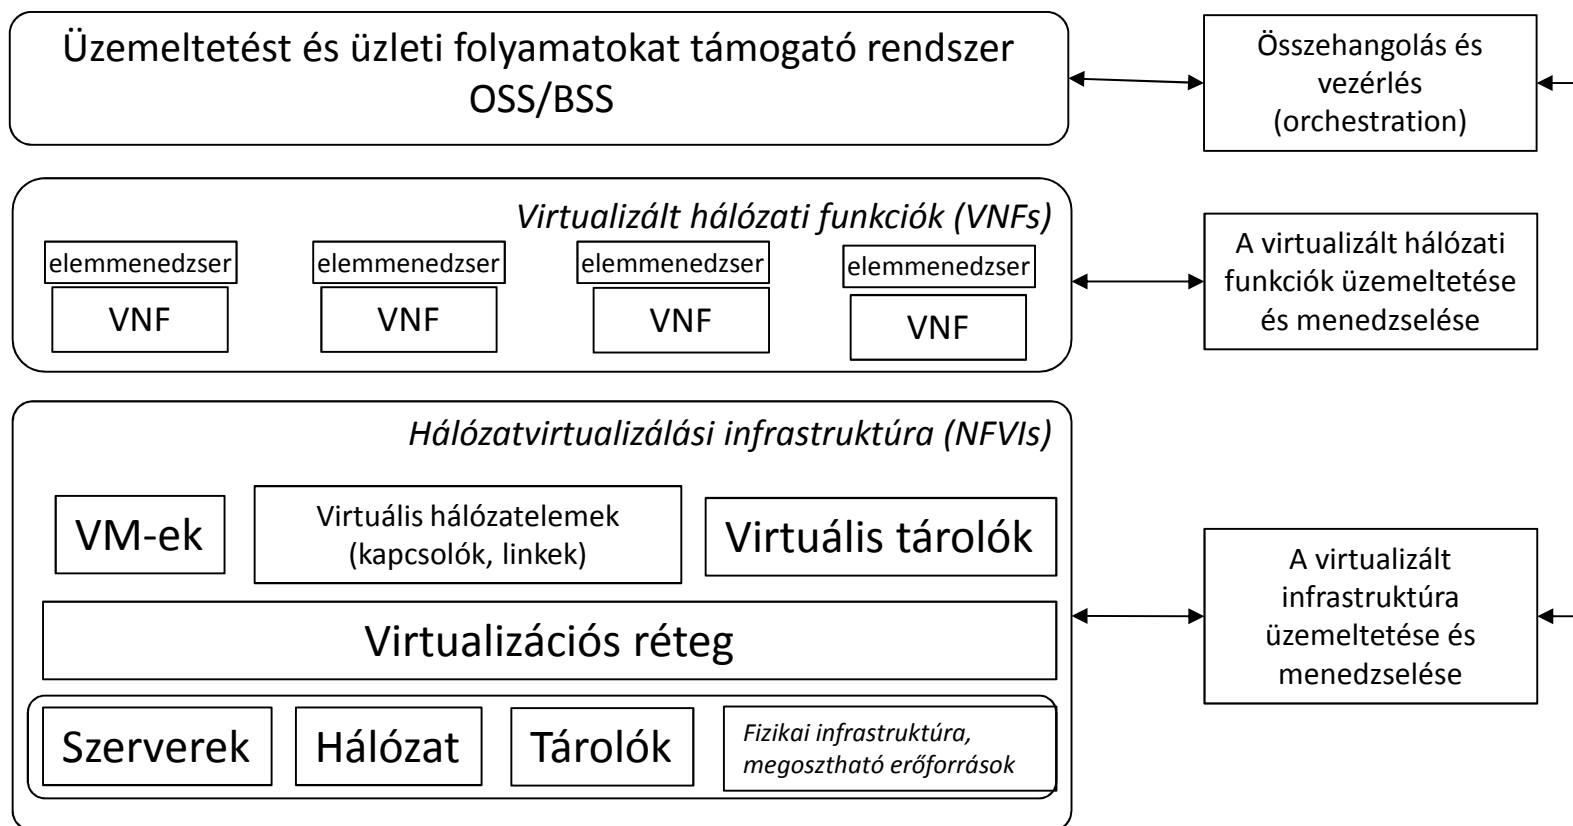 Üzemeltetést és üzleti folyamatokat támogató rendszer
OSS/BSS
Összehangolás és
vezérlés
(orchestration)
Virtualizált hálózati funkciók (VNFs)
elemmenedzser
elemmenedzser
elemmenedzser
elemmenedzser
VNF
VNF
VNF
VNF
A virtualizált hálózati
funkciók üzemeltetése
és menedzselése
Hálózatvirtualizálási infrastruktúra (NFVIs)
VM-ek
Virtuális hálózatelemek
(kapcsolók, linkek)
Virtuális tárolók
Virtualizációs réteg
Szerverek
Hálózat
Tárolók
Fizikai infrastruktúra,
megosztható erőforrások
A virtualizált
infrastruktúra
üzemeltetése és
menedzselése